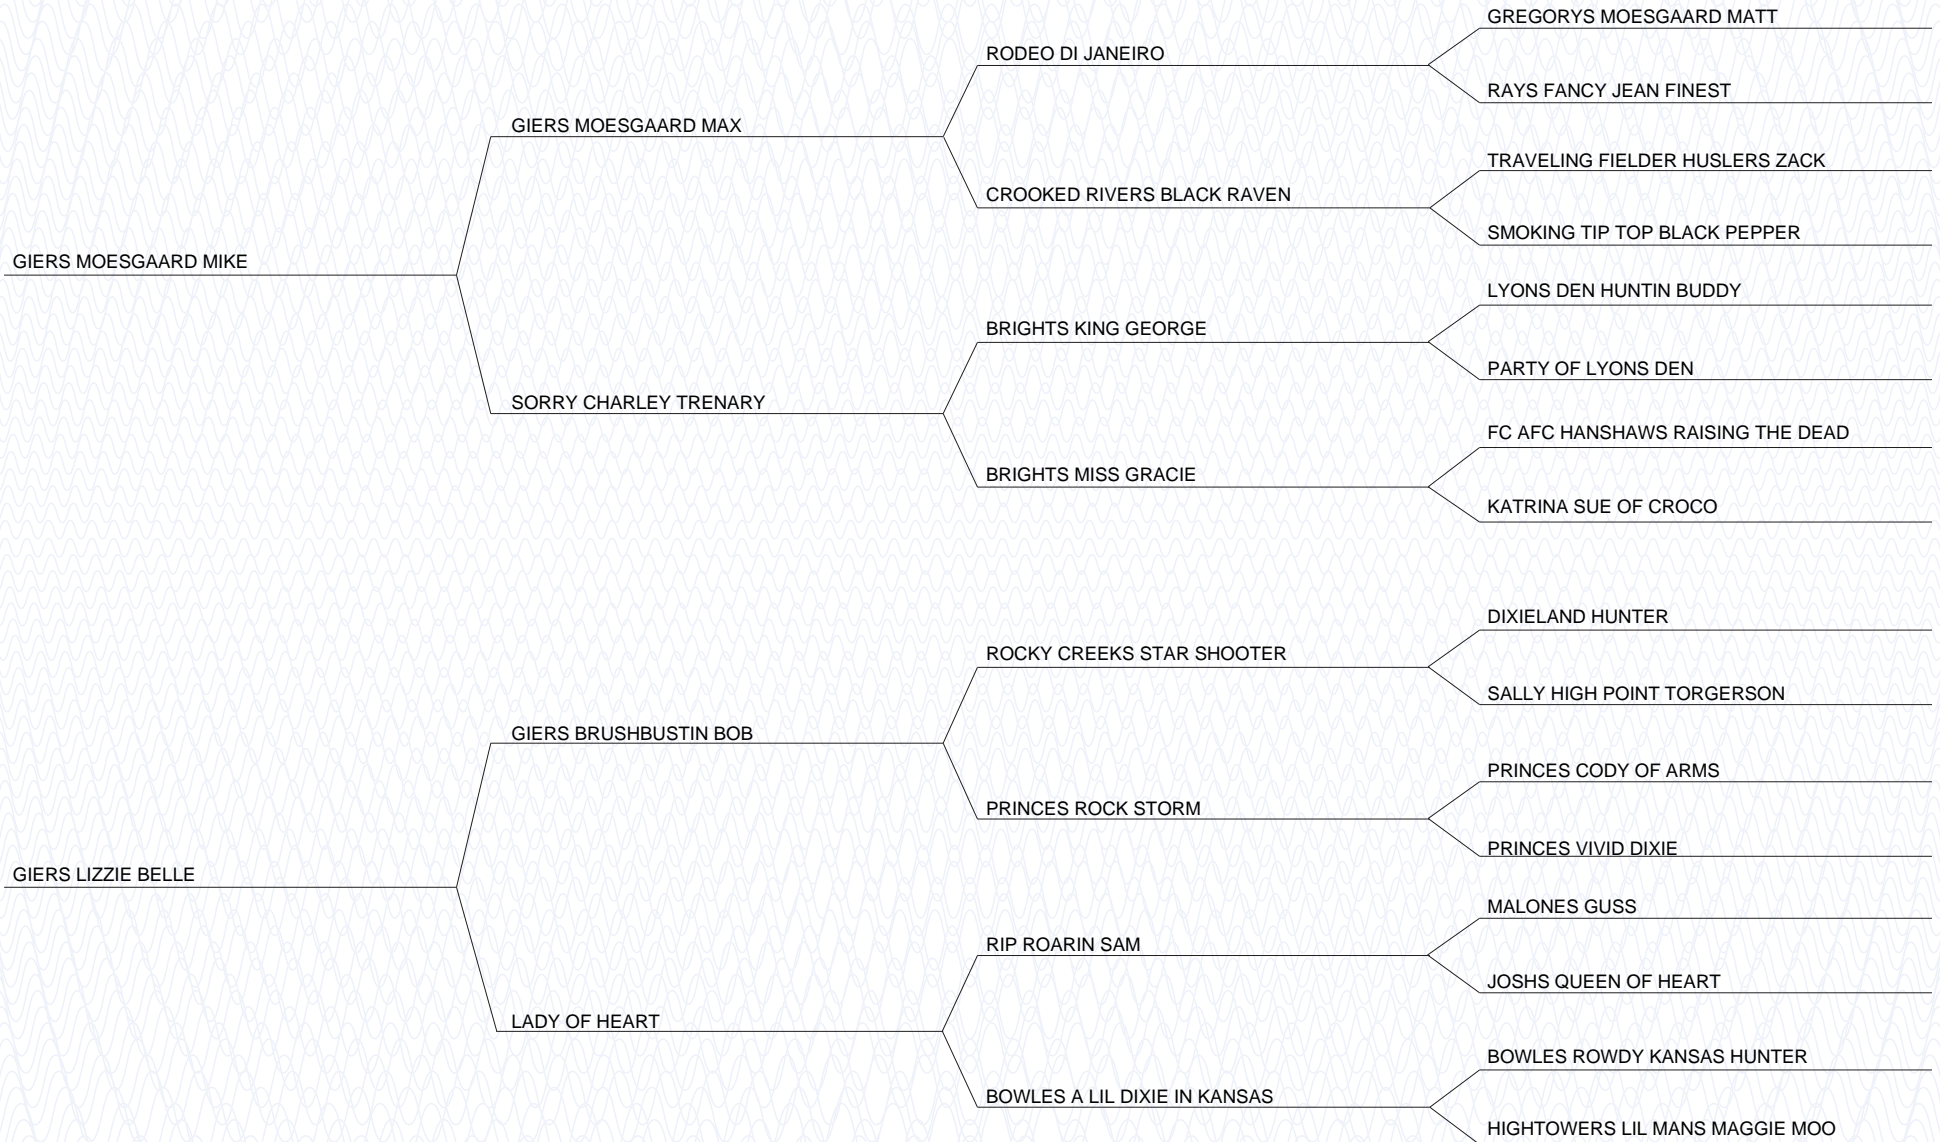 GREGORYS MOESGAARD MATT
RODEO DI JANEIRO
RAYS FANCY JEAN FINEST
GIERS MOESGAARD MAX
TRAVELING FIELDER HUSLERS ZACK
CROOKED RIVERS BLACK RAVEN
SMOKING TIP TOP BLACK PEPPER
GIERS MOESGAARD MIKE
LYONS DEN HUNTIN BUDDY
BRIGHTS KING GEORGE
PARTY OF LYONS DEN
SORRY CHARLEY TRENARY
FC AFC HANSHAWS RAISING THE DEAD
BRIGHTS MISS GRACIE
KATRINA SUE OF CROCO
DIXIELAND HUNTER
ROCKY CREEKS STAR SHOOTER
SALLY HIGH POINT TORGERSON
GIERS BRUSHBUSTIN BOB
PRINCES CODY OF ARMS
PRINCES ROCK STORM
PRINCES VIVID DIXIE
GIERS LIZZIE BELLE
MALONES GUSS
RIP ROARIN SAM
JOSHS QUEEN OF HEART
LADY OF HEART
BOWLES ROWDY KANSAS HUNTER
BOWLES A LIL DIXIE IN KANSAS
HIGHTOWERS LIL MANS MAGGIE MOO